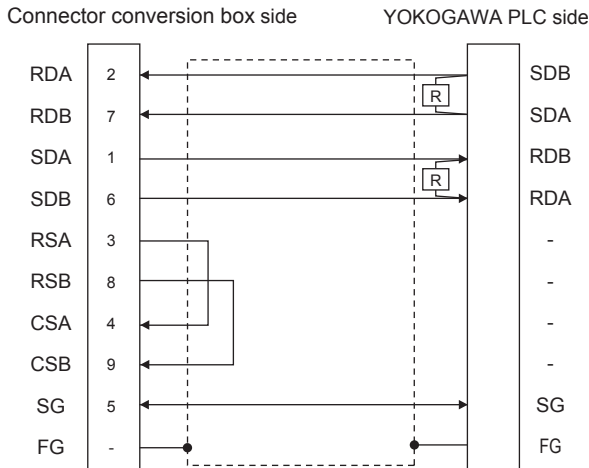 Connector conversion box side YOKOGAWA PLC side
RDA 2 SDB
R
RDB 7 SDA
SDA 1 RDB
R
SDB 6 RDA
RSA 3 -
RSB 8 -
CSA 4 -
CSB 9 -
SG 5 SG
FG - FG